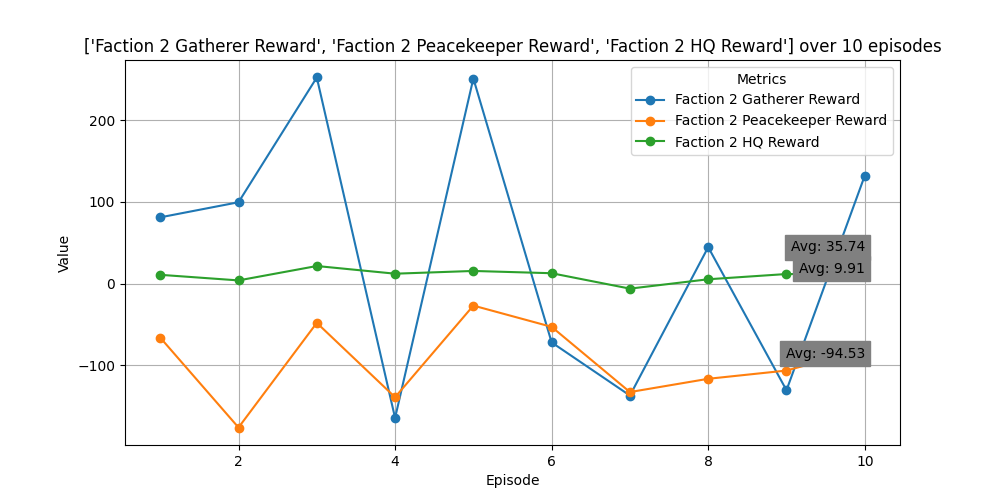 ['Faction 2 Gatherer Reward', 'Faction 2 Peacekeeper Reward', 'Faction 2 HQ Reward'] over 10 episodes
Metrics
Faction 2 Gatherer Reward
Faction 2 Peacekeeper Reward
Faction 2 HQ Reward
200
100
0
−100
Value
Avg: 35.74
Avg: 9.91
Avg: -94.53
2
4
6
8
10
Episode